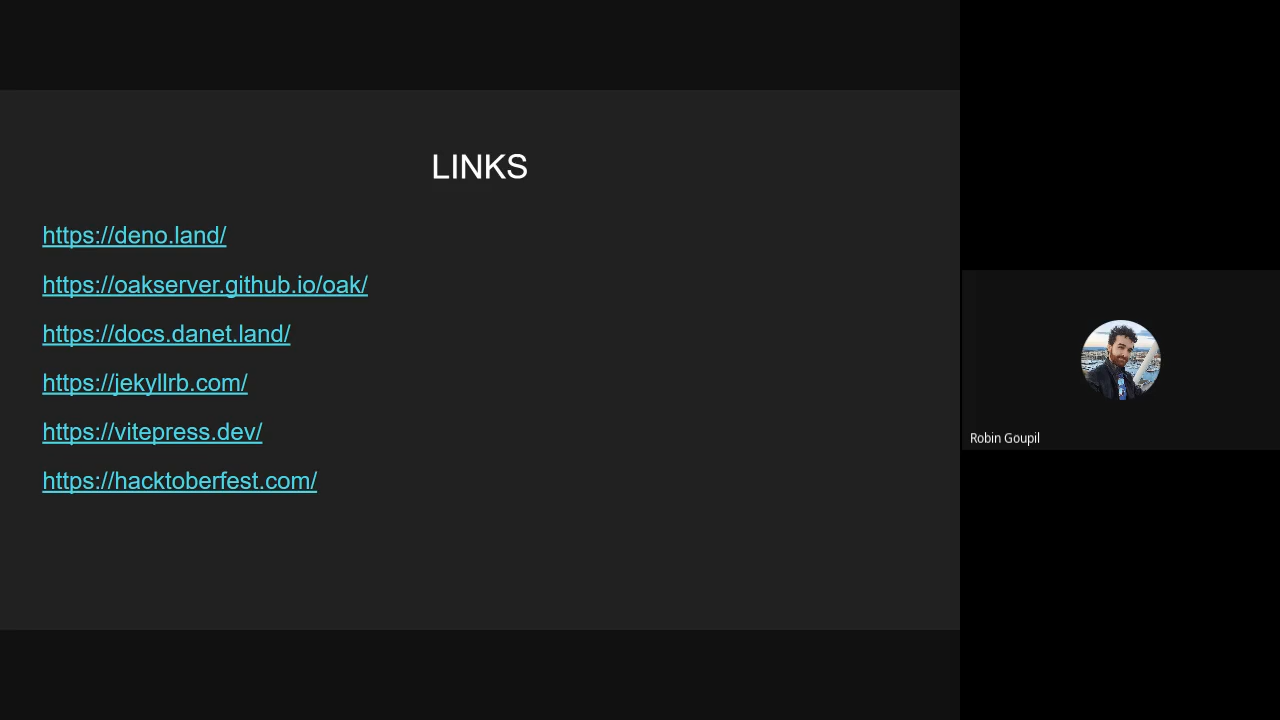 LINKS
https://deno.land/
https://oakserver.github.io/oak/
https://docs.danet.land/
https://jekyllrb.com/
https://vitepress.dev/
https://hacktoberfest.com/
Robin Goupil